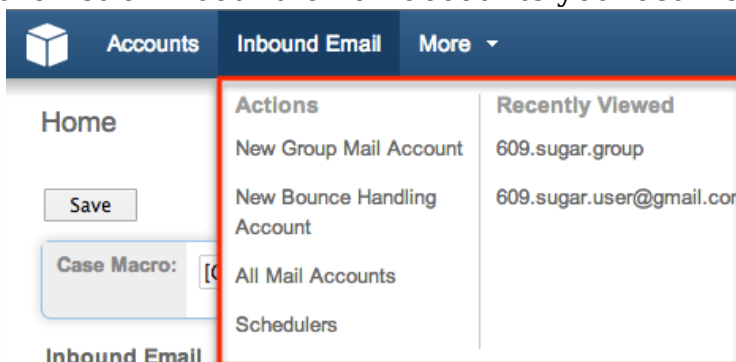 Accounts Inbound Email More
Home
Actions
Recently Viewed
New Group Mail Account
609.sugar.group
Save
New Bounce Handling
Account
609.sugar.user@gmail.cor
Case Macro:
All Mail Accounts
Schedulers
Inbound Email